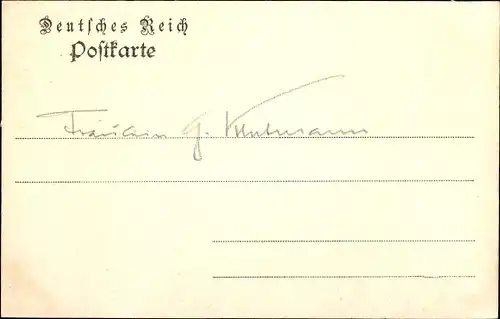 Deutsches Reich
Postkarte
Fräulein G.